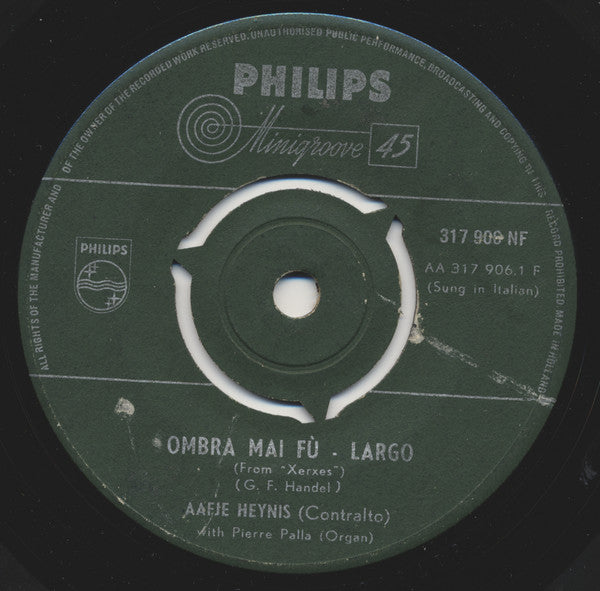 ALL RIGHTS OF THE MANUFACTURER AND OF THE OWNER OF THE RECORDED WORK RESERVED. UNAUTHORISED PUBLIC PERFORMANCE, BROADCASTING AND COPYING OF THIS RECORD PROHIBITED. MADE IN HOLLAND
PHILIPS
Minigroove 45
PHILIPS
317 906 NF
AA 317 906.1 F
(Sung in Italian)
OMBRA MAI FÙ - LARGO
(From "Xerxes")
(G. F. Handel)
AAFJE HEYNIS (Contralto)
with Pierre Palla (Organ)